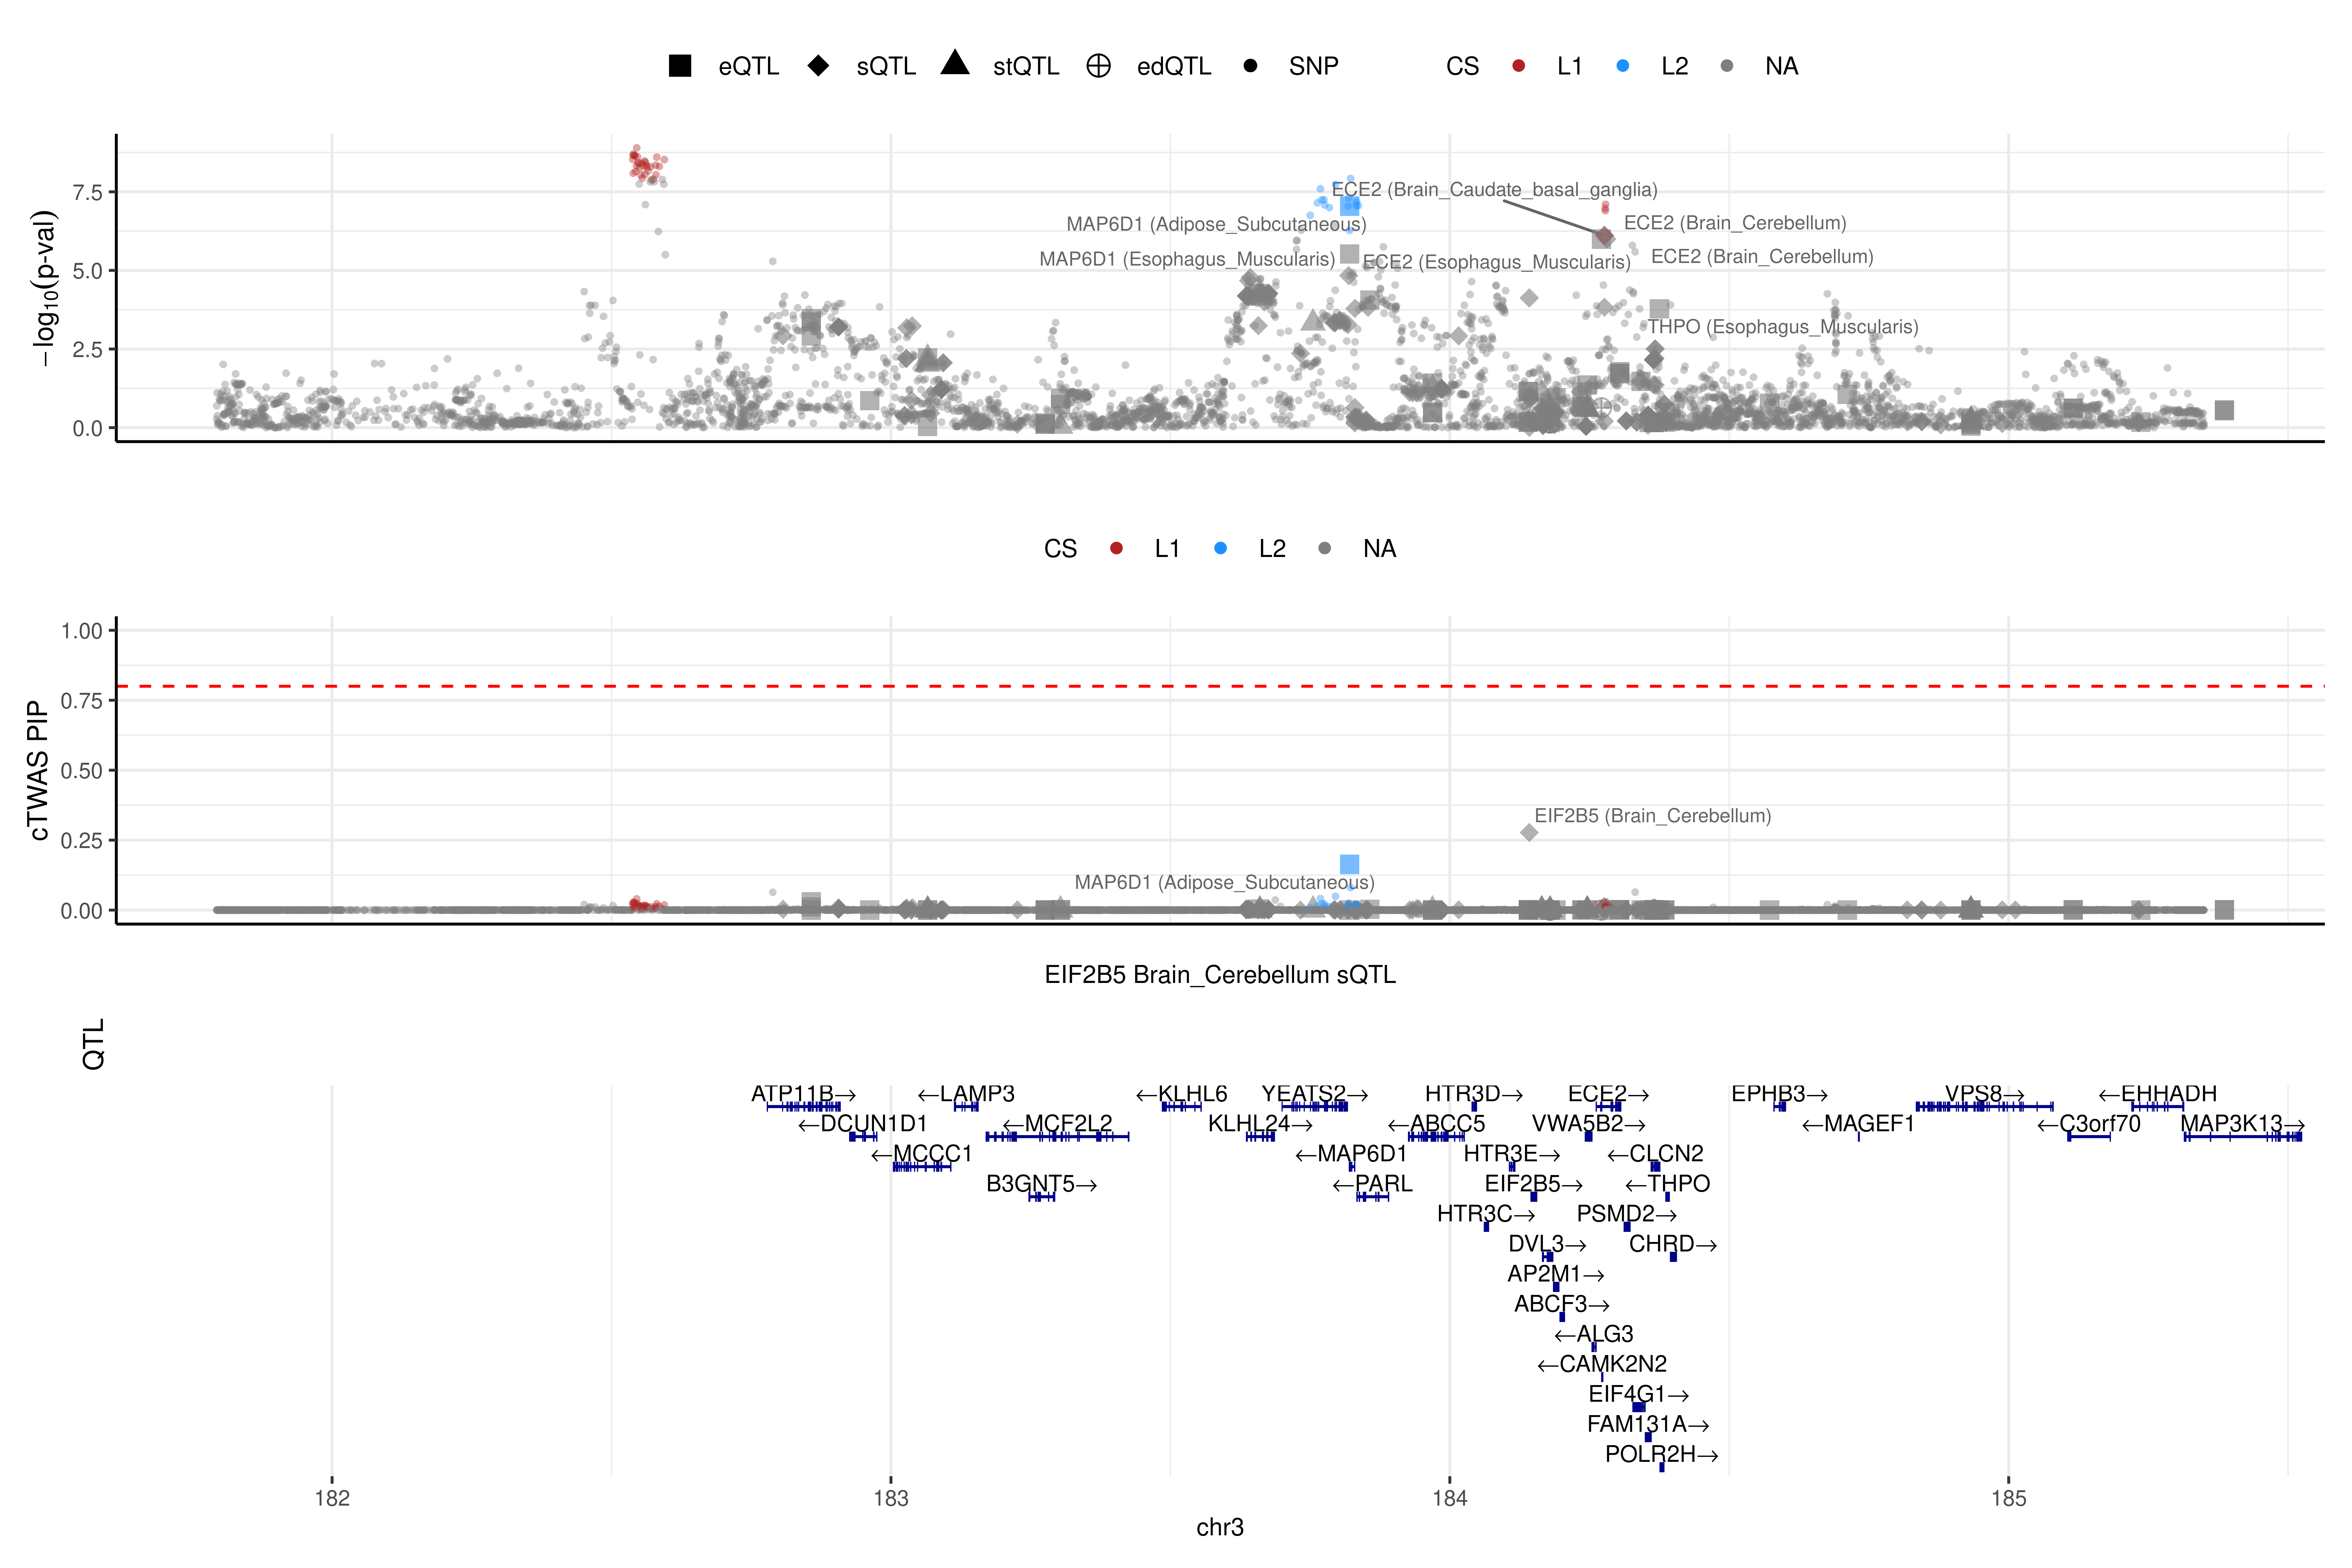 eQTL sQTL stQTL edQTL SNP CS L1 L2 NA
−log10(p-val)
7.5
5.0
2.5
0.0
ECE2 (Brain_Caudate_basal_ganglia)
MAP6D1 (Adipose_Subcutaneous)
ECE2 (Brain_Cerebellum)
MAP6D1 (Esophagus_Muscularis)
ECE2 (Esophagus_Muscularis)
ECE2 (Brain_Cerebellum)
THPO (Esophagus_Muscularis)
CS L1 L2 NA
cTWAS PIP
1.00
0.75
0.50
0.25
0.00
EIF2B5 (Brain_Cerebellum)
MAP6D1 (Adipose_Subcutaneous)
EIF2B5 Brain_Cerebellum sQTL
QTL
ATP11B→ ←LAMP3 ←KLHL6 YEATS2→ HTR3D→ ECE2→ EPHB3→ VPS8→ ←EHHADH
←DCUN1D1 ←MCF2L2 KLHL24→ ←ABCC5 VWA5B2→ ←MAGEF1 ←C3orf70 MAP3K13→
←MCCC1 ←MAP6D1 HTR3E→ ←CLCN2
B3GNT5→ ←PARL EIF2B5→ ←THPO
HTR3C→ PSMD2→
DVL3→ CHRD→
AP2M1→
ABCF3→
←ALG3
←CAMK2N2
EIF4G1→
FAM131A→
POLR2H→
182 183 184 185
chr3